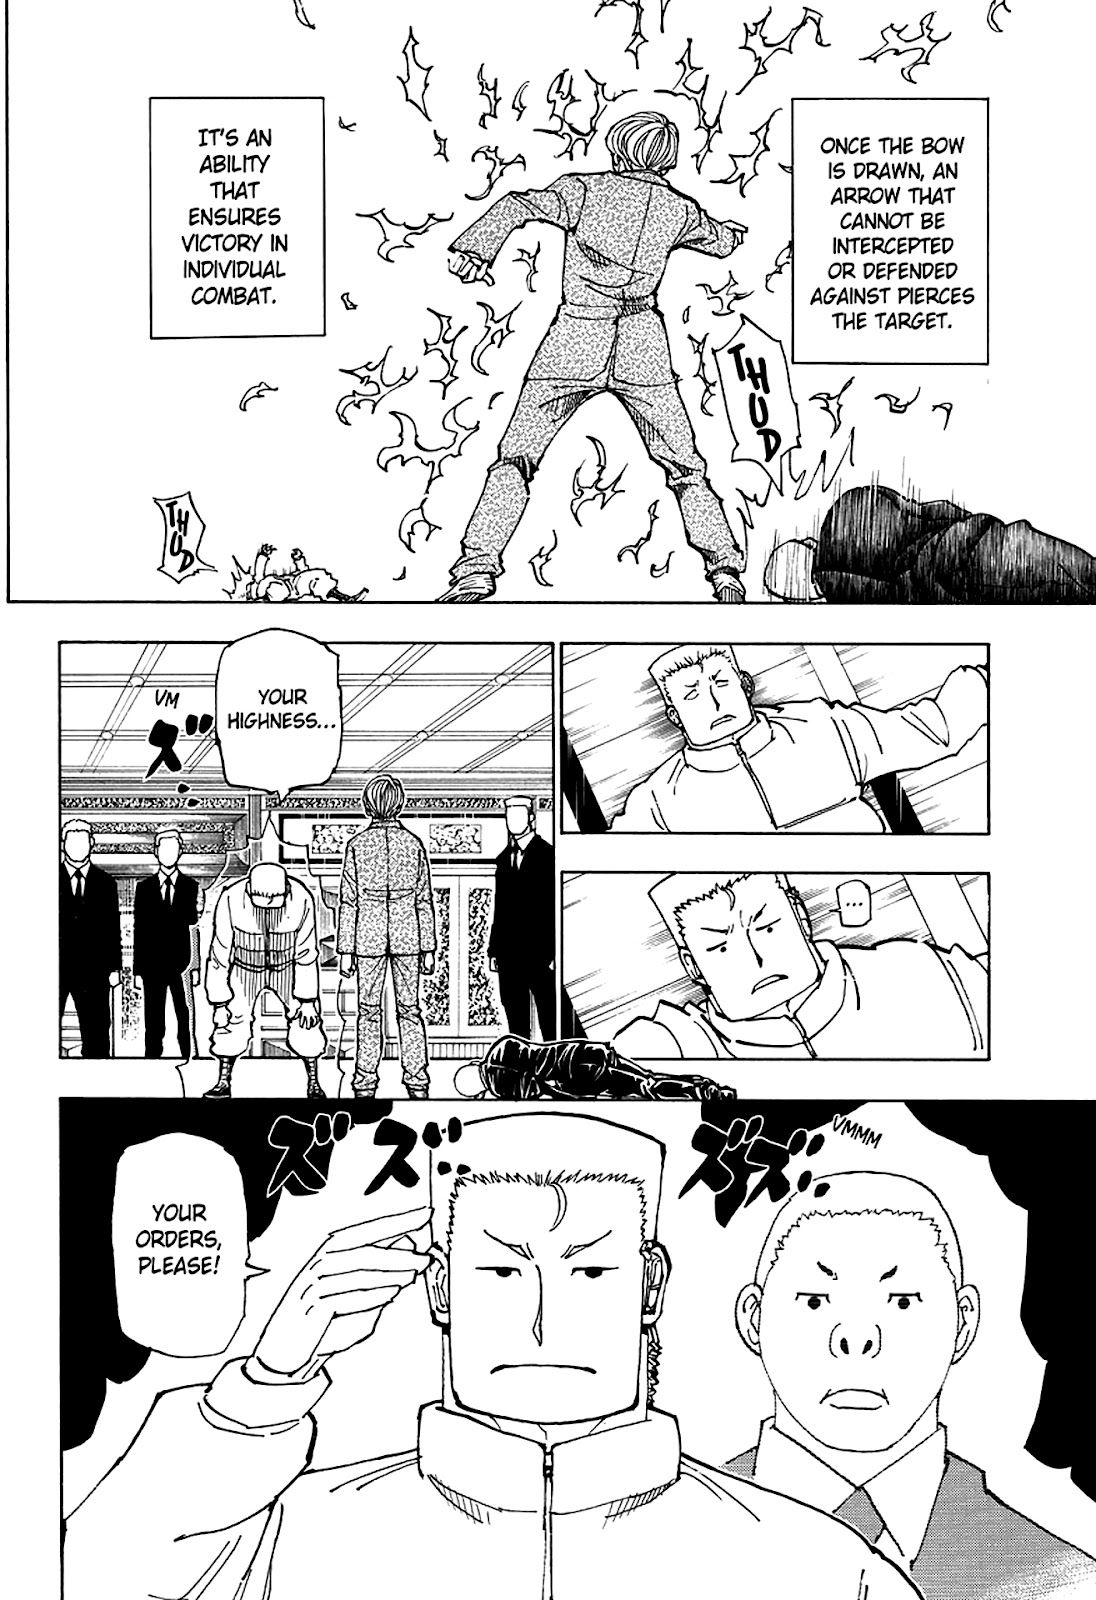 ONCE THE BOW
IS DRAWN, AN
ARROW THAT
CANNOT BE
INTERCEPTED
OR DEFENDED
AGAINST PIERCES
THE TARGET.
IT'S AN
ABILITY
THAT
ENSURES
VICTORY IN
INDIVIDUAL
COMBAT.
THUD
THUD
...
YOUR
HIGHNESS...
VM
ズズ...
VMMM
ズズ...
ズズ...
YOUR
ORDERS,
PLEASE!